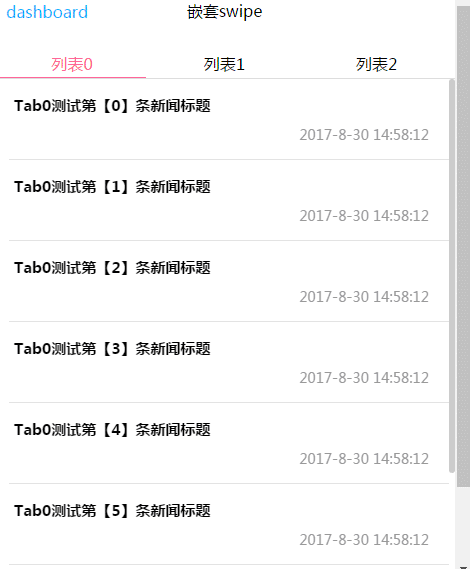 dashboard 嵌套swipe
列表0 列表1 列表2
Tab0测试第【0】条新闻标题
2017-8-30 14:58:12
Tab0测试第【1】条新闻标题
2017-8-30 14:58:12
Tab0测试第【2】条新闻标题
2017-8-30 14:58:12
Tab0测试第【3】条新闻标题
2017-8-30 14:58:12
Tab0测试第【4】条新闻标题
2017-8-30 14:58:12
Tab0测试第【5】条新闻标题
2017-8-30 14:58:12